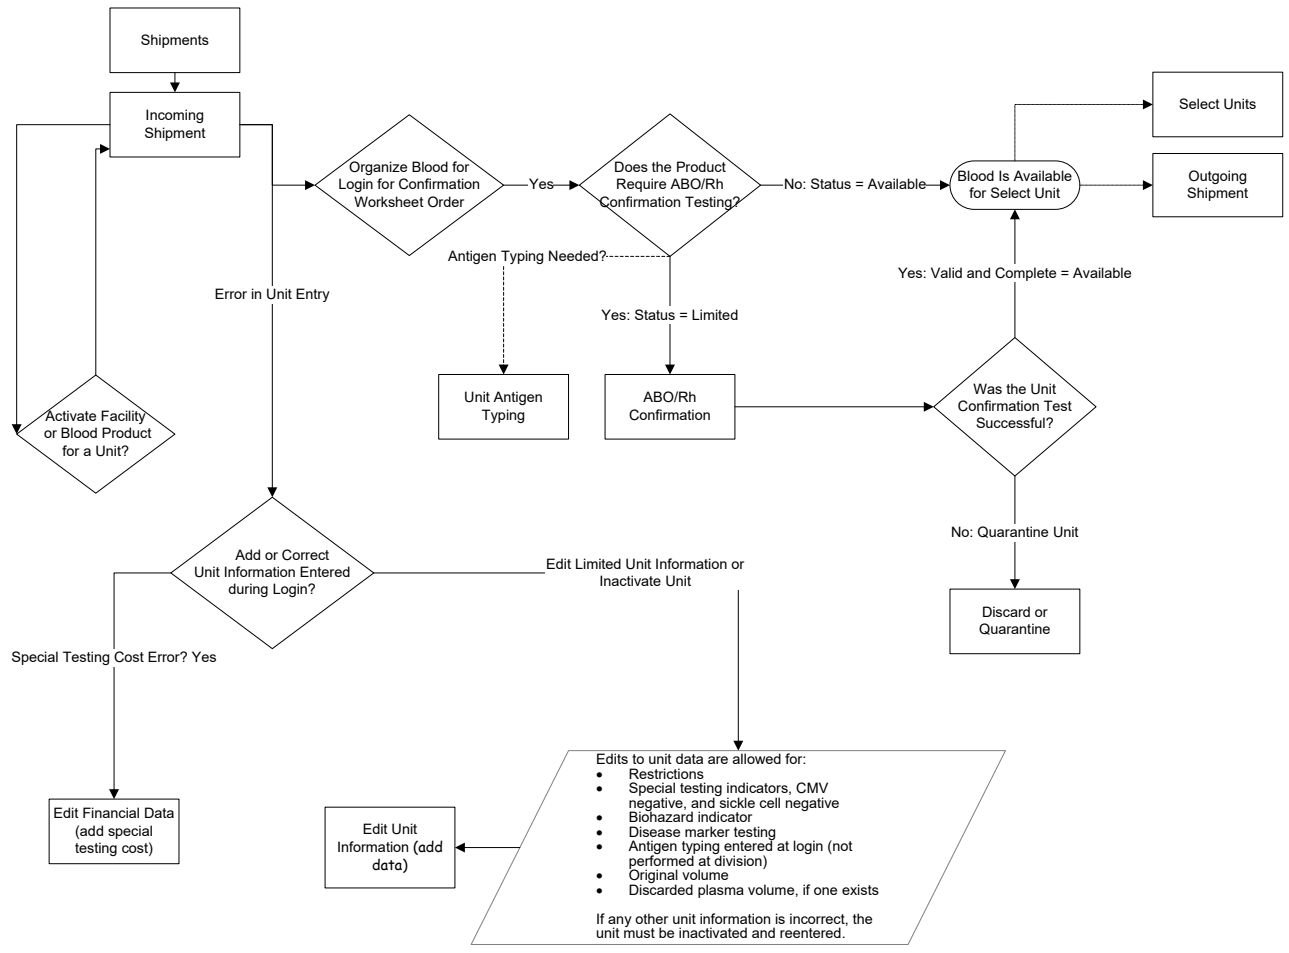 Shipments
Incoming
Shipment
Select Units
Organize Blood for
Login for Confirmation
Worksheet Order
Yes
Does the Product
Require ABO/Rh
Confirmation Testing?
No: Status = Available
Blood Is Available
for Select Unit
Outgoing
Shipment
Antigen Typing Needed?
Yes: Valid and Complete = Available
Error in Unit Entry
Yes: Status = Limited
Activate Facility
or Blood Product
for a Unit?
Unit Antigen
Typing
ABO/Rh
Confirmation
Was the Unit
Confirmation Test
Successful?
No: Quarantine Unit
Add or Correct
Unit Information Entered
during Login?
Edit Limited Unit Information or
Inactivate Unit
Discard or
Quarantine
Special Testing Cost Error? Yes
Edit Financial Data
(add special
testing cost)
Edit Unit
Information (add
data)
Edits to unit data are allowed for:
• Restrictions
• Special testing indicators, CMV
negative, and sickle cell negative
• Biohazard indicator
• Disease marker testing
• Antigen typing entered at login (not
performed at division)
• Original volume
• Discarded plasma volume, if one exists
If any other unit information is incorrect, the
unit must be inactivated and reentered.